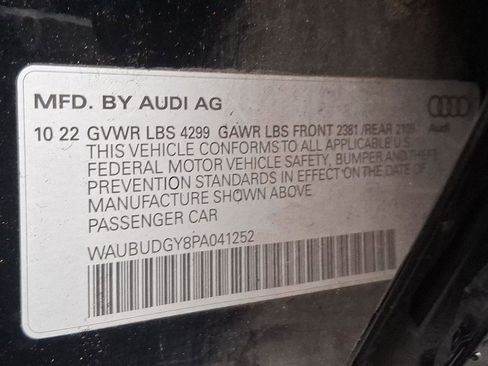 MFD. BY AUDI AG
10 22 GVWR LBS 4299 GAWR LBS FRONT 2381 /REAR
Audi
THIS VEHICLE CONFORMS TO ALL APPLICABLE U.S.
FEDERAL MOTOR VEHICLE SAFETY, BUMPER AND THEFT
PREVENTION STANDARDS IN EFFECT ON THE DATE OF
MANUFACTURE SHOWN ABOVE
PASSENGER CAR
WAUBUDGY8PA041252